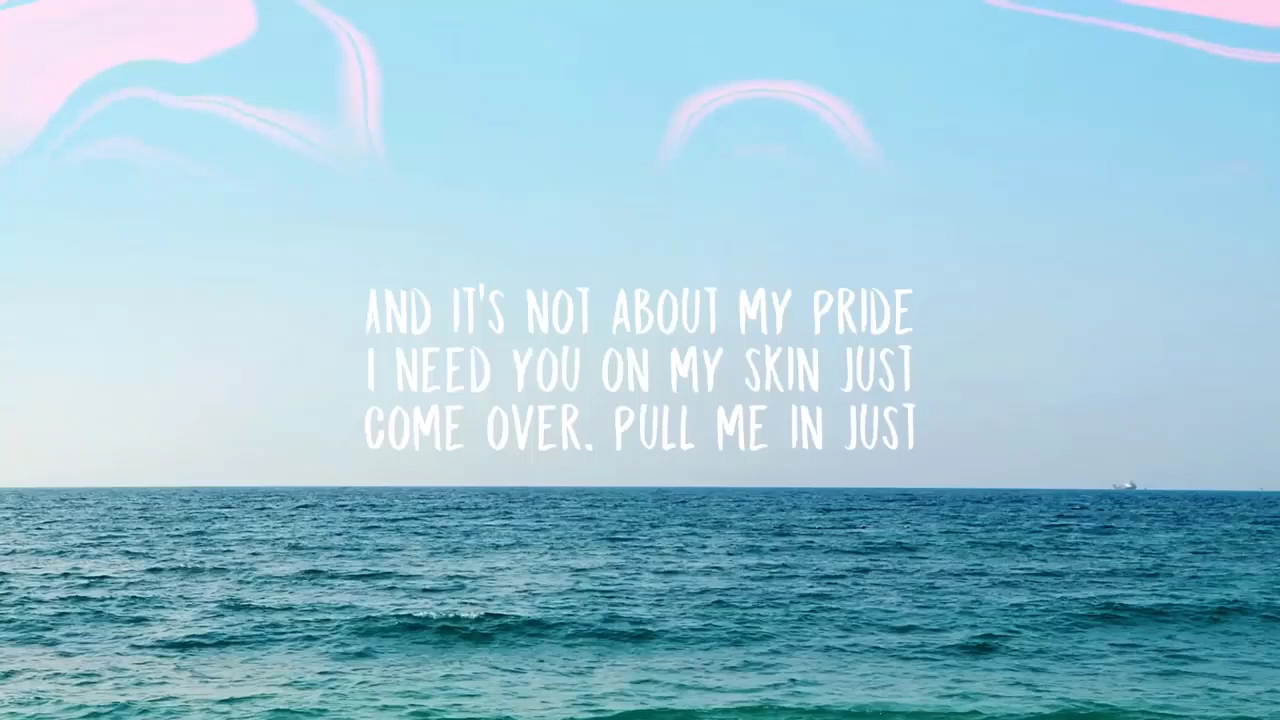 AND IT'S NOT ABOUT MY PRIDE
I NEED YOU ON MY SKIN JUST
COME OVER. PULL ME IN JUST